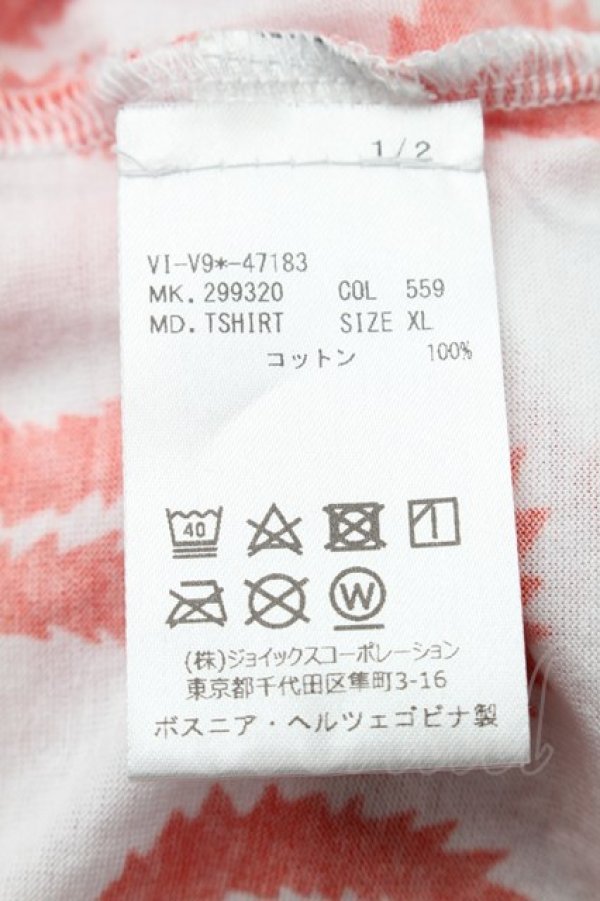 1/2
VI-V9*-47183
MK. 299320 COL 559
MD. TSHIRT SIZE XL
コットン 100%
40
W
(株)ジョイックスコーポレーション
東京都千代田区隼町3-16
ボスニア・ヘルツェゴビナ製